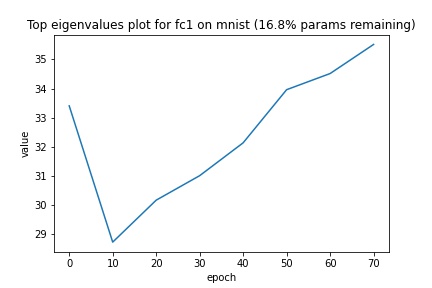 Top eigenvalues plot for fc1 on mnist (16.8% params remaining)
35
34
33
32
31
30
29
value
0 10 20 30 40 50 60 70
epoch